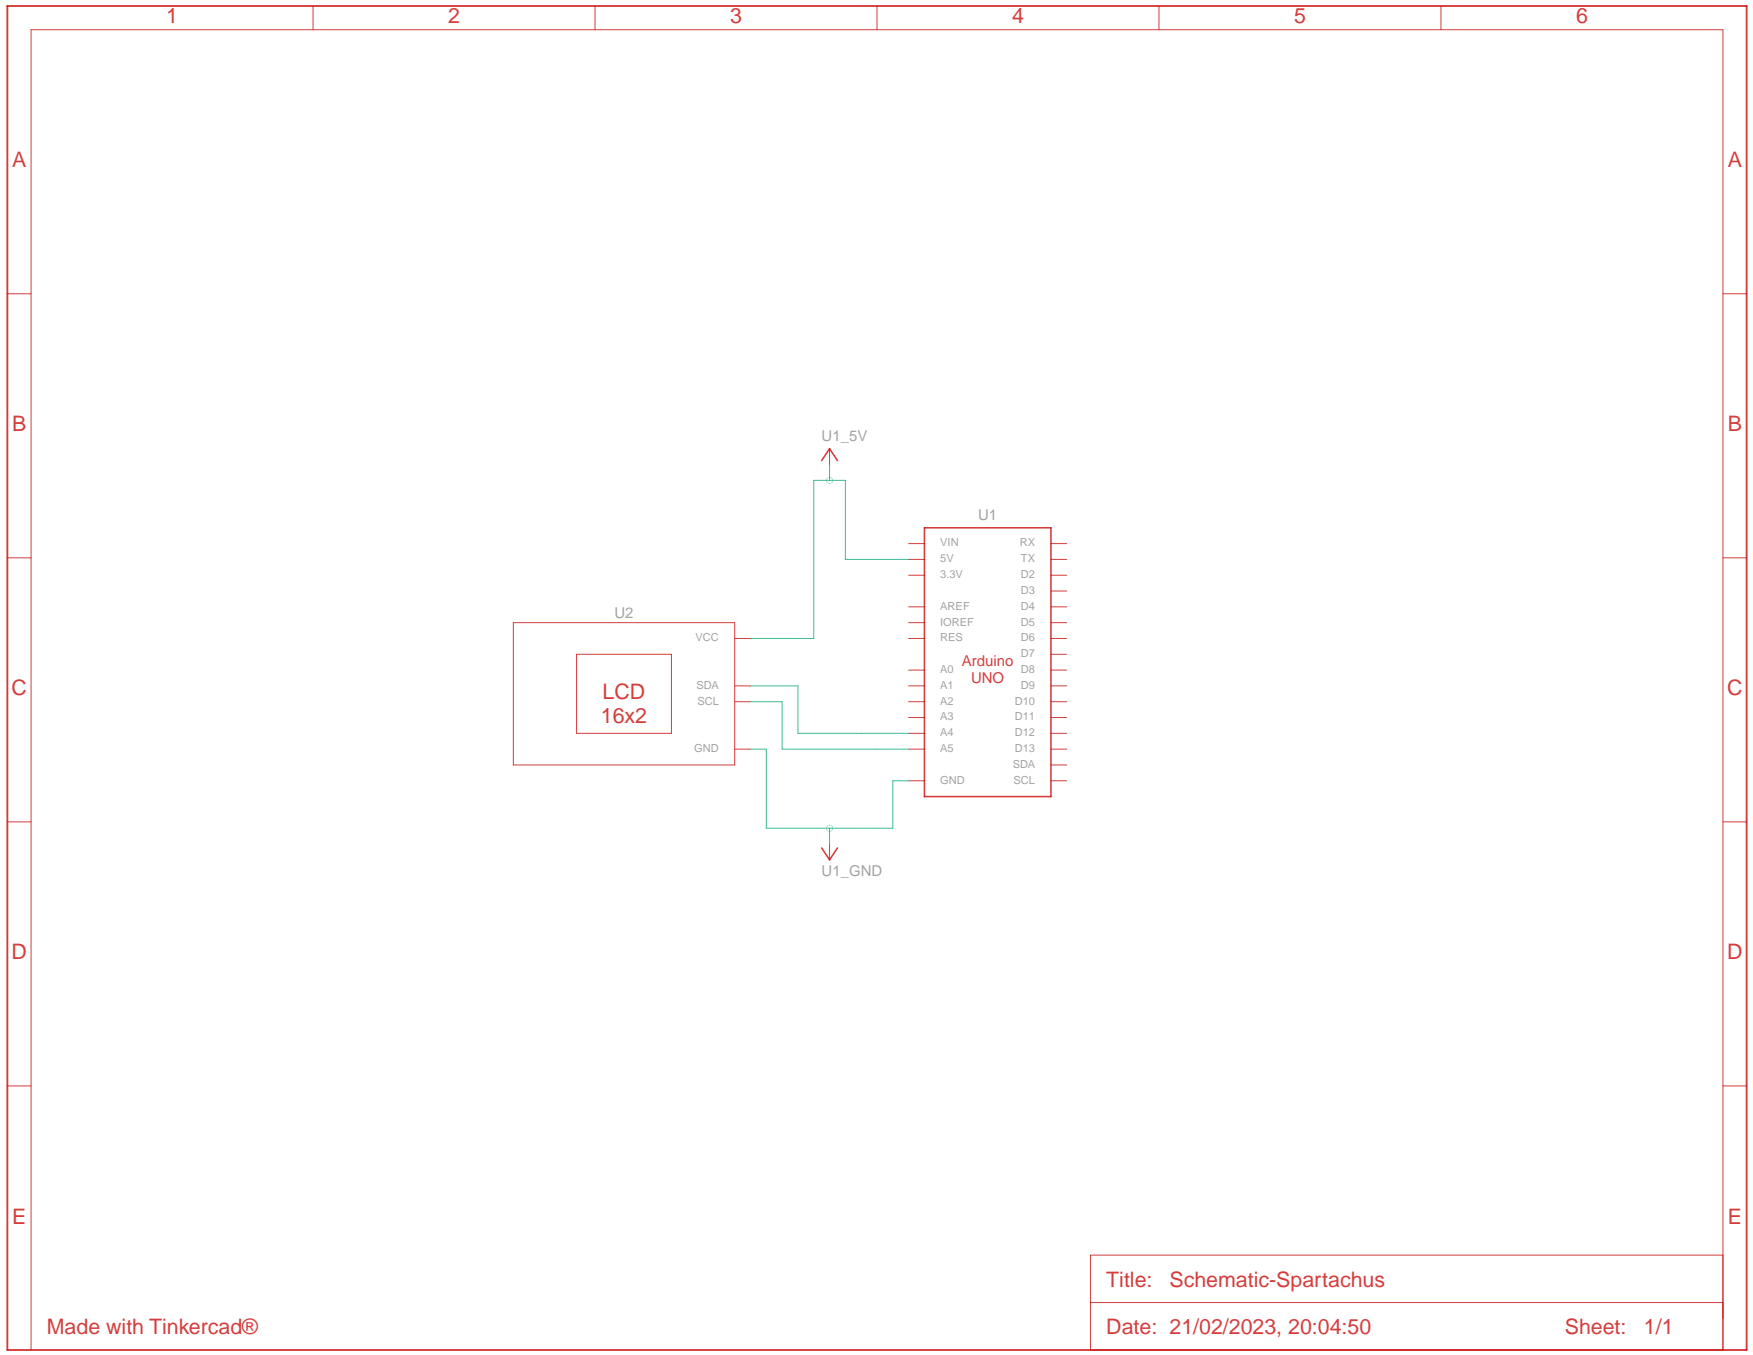 1 2 3 4 5 6
A A
B B
U1_5V
U1
VIN RX
5V TX
3.3V D2
D3
AREF D4
IOREF D5
RES D6
D7
A0 D8
A1 D9
A2 D10
A3 D11
A4 D12
A5 D13
SDA
GND SCL
Arduino
UNO
U2
VCC
SDA
SCL
GND
LCD
16x2
C C
U1_GND
D D
E E
Title: Schematic-Spartachus
Made with Tinkercad®
Date: 21/02/2023, 20:04:50 Sheet: 1/1